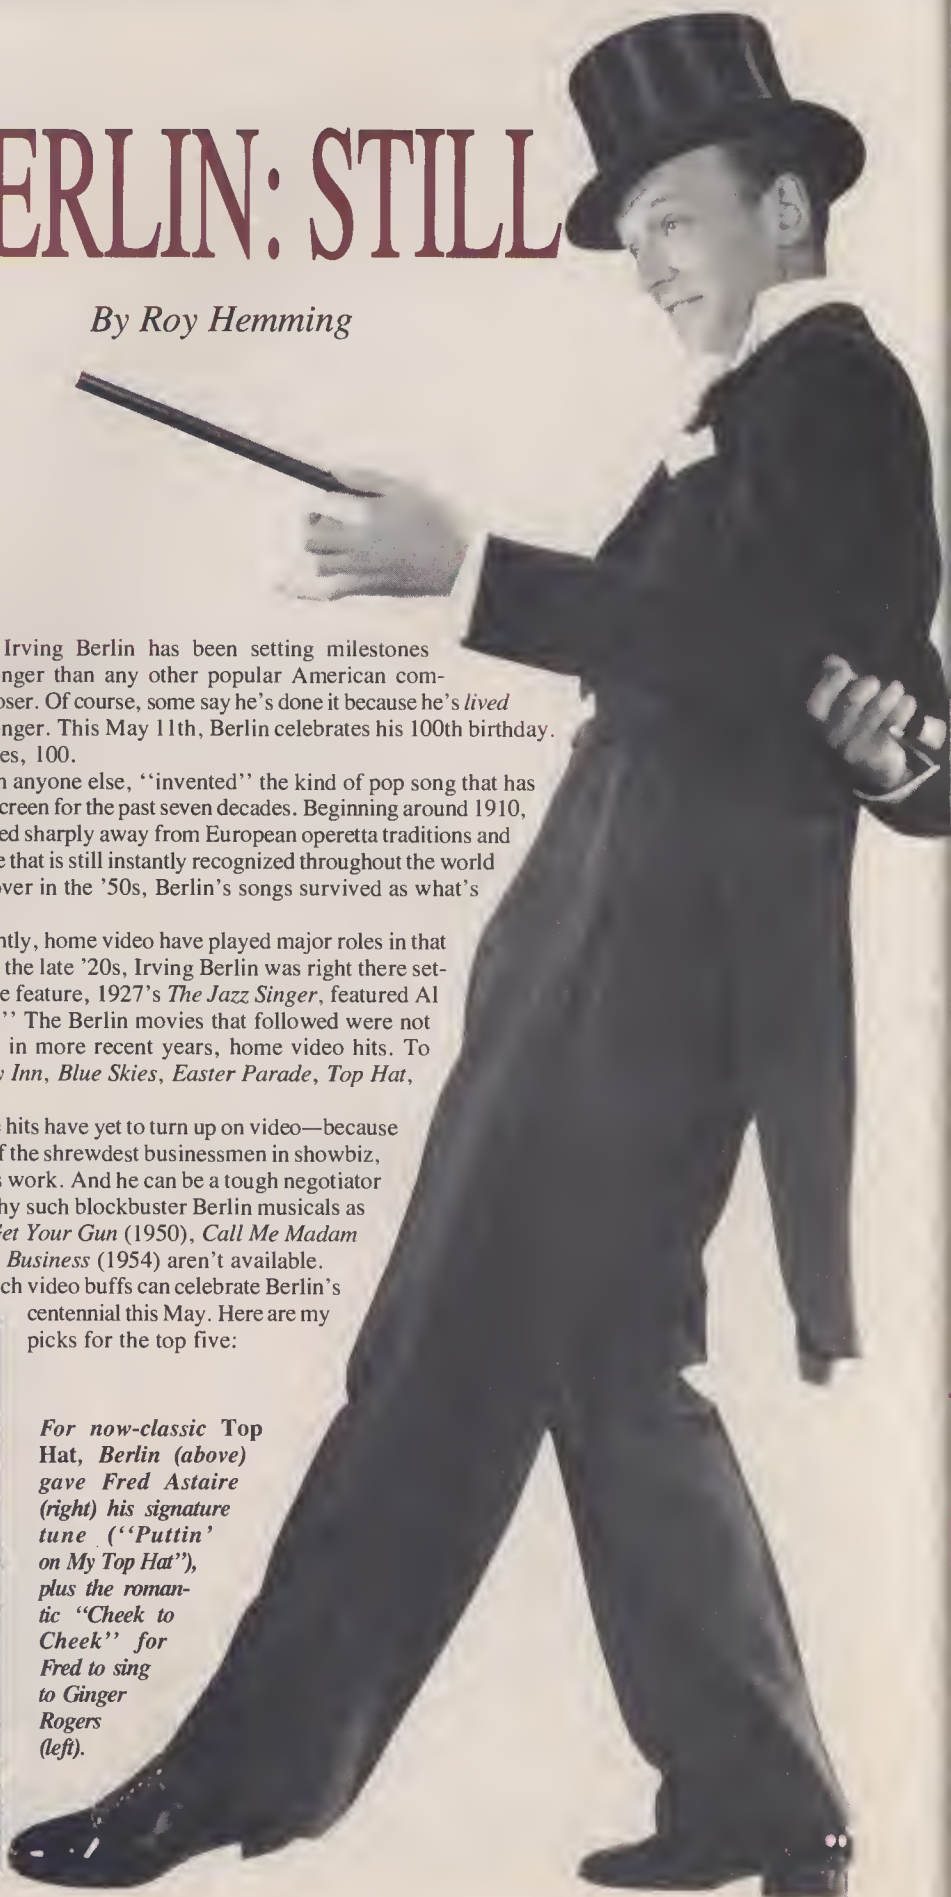 ERLIN: STILL
By Roy Hemming
Irving Berlin has been setting milestones
nger than any other popular American com-
oser. Of course, some say he's done it because he's lived
nger. This May 11th, Berlin celebrates his 100th birthday.
es, 100.
n anyone else, ‘‘invented’’ the kind of pop song that has
creen for the past seven decades. Beginning around 1910,
ed sharply away from European operetta traditions and
e that is still instantly recognized throughout the world
over in the '50s, Berlin's songs survived as what's
ntly, home video have played major roles in that
the late '20s, Irving Berlin was right there set-
e feature, 1927's The Jazz Singer, featured Al
’’ The Berlin movies that followed were not
in more recent years, home video hits. To
y Inn, Blue Skies, Easter Parade, Top Hat,
hits have yet to turn up on video—because
f the shrewdest businessmen in showbiz,
s work. And he can be a tough negotiator
hy such blockbuster Berlin musicals as
Get Your Gun (1950), Call Me Madam
Business (1954) aren't available.
ch video buffs can celebrate Berlin's
centennial this May. Here are my
picks for the top five:
For now-classic Top
Hat, Berlin (above)
gave Fred Astaire
(right) his signature
tune (‘‘Puttin'
on My Top Hat’’),
plus the roman-
tic ‘‘Cheek to
Cheek’’ for
Fred to sing
to Ginger
Rogers
(left).